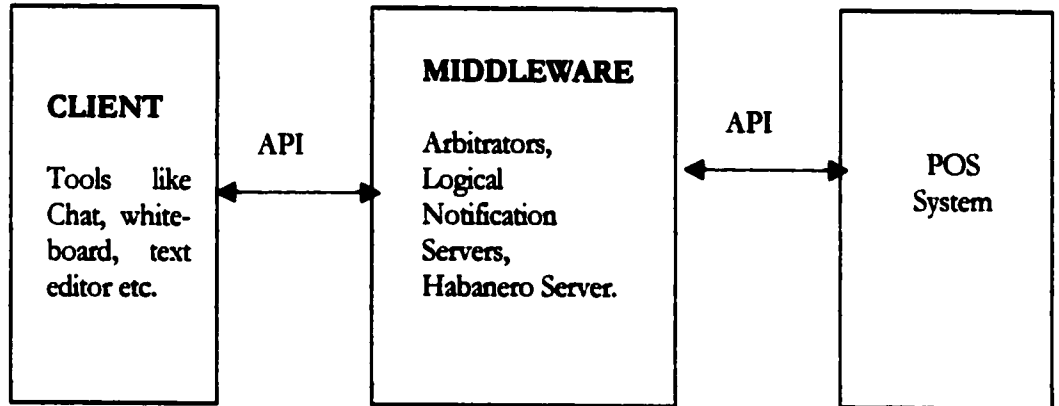 CLIENT
Tools like
Chat, white-
board, text
editor etc.
API
MIDDLEWARE
Arbitrators,
Logical
Notification
Servers,
Habanero Server.
API
POS
System